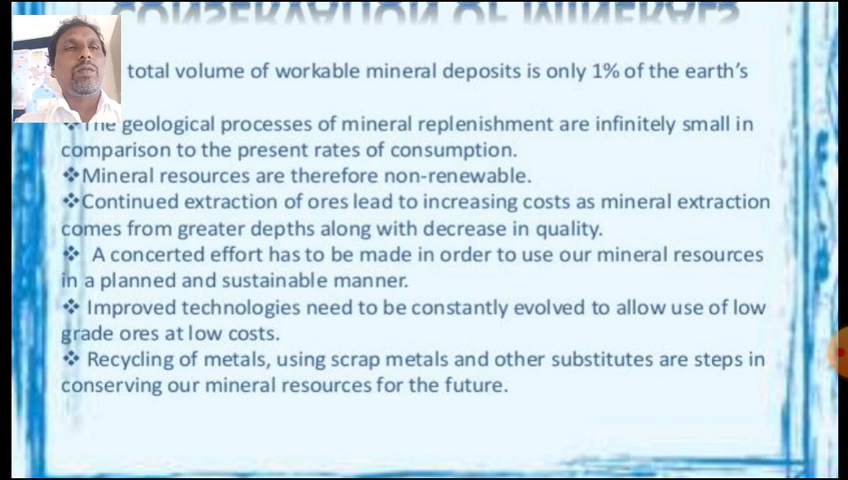 CONSERVATION OF MINERALS
total volume of workable mineral deposits is only 1% of the earth's
The geological processes of mineral replenishment are infinitely small in
comparison to the present rates of consumption.
❖Mineral resources are therefore non-renewable.
❖Continued extraction of ores lead to increasing costs as mineral extraction
comes from greater depths along with decrease in quality.
❖ A concerted effort has to be made in order to use our mineral resources
in a planned and sustainable manner.
❖ Improved technologies need to be constantly evolved to allow use of low
grade ores at low costs.
❖ Recycling of metals, using scrap metals and other substitutes are steps in
conserving our mineral resources for the future.